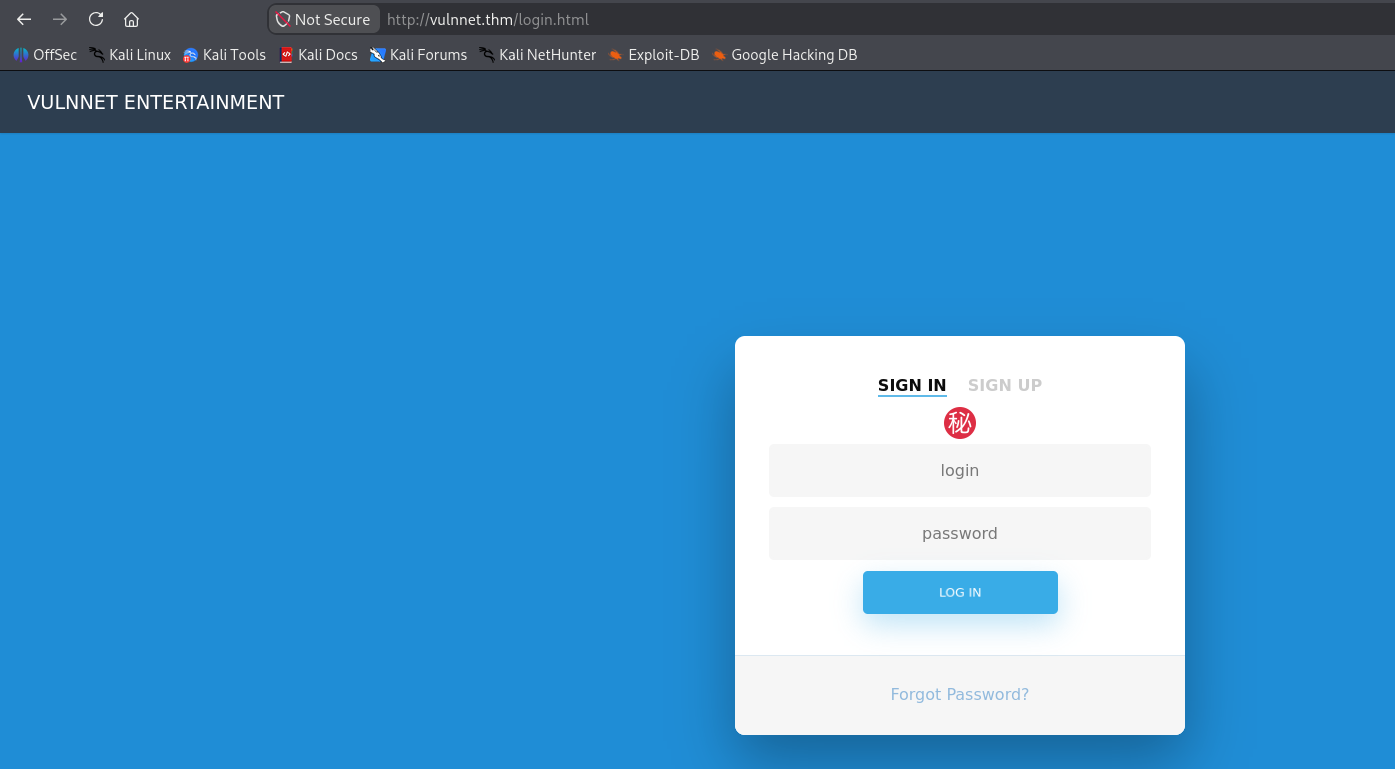 Not Secure http://vulnnet.thm/login.html
OffSec Kali Linux Kali Tools Kali Docs Kali Forums Kali NetHunter Exploit-DB Google Hacking DB
VULNNET ENTERTAINMENT
SIGN IN SIGN UP
㊙
login
password
LOG IN
Forgot Password?